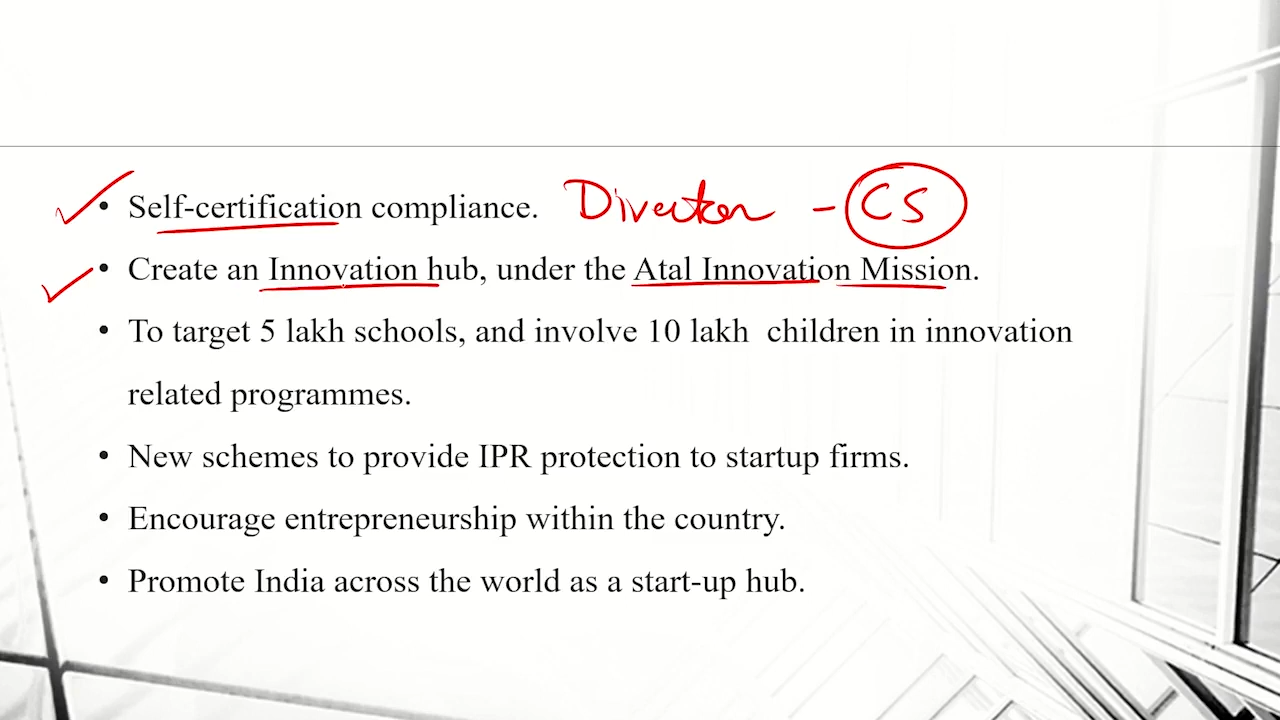 • Self-certification compliance. Director - CS
• Create an Innovation hub, under the Atal Innovation Mission.
• To target 5 lakh schools, and involve 10 lakh children in innovation
related programmes.
• New schemes to provide IPR protection to startup firms.
• Encourage entrepreneurship within the country.
• Promote India across the world as a start-up hub.